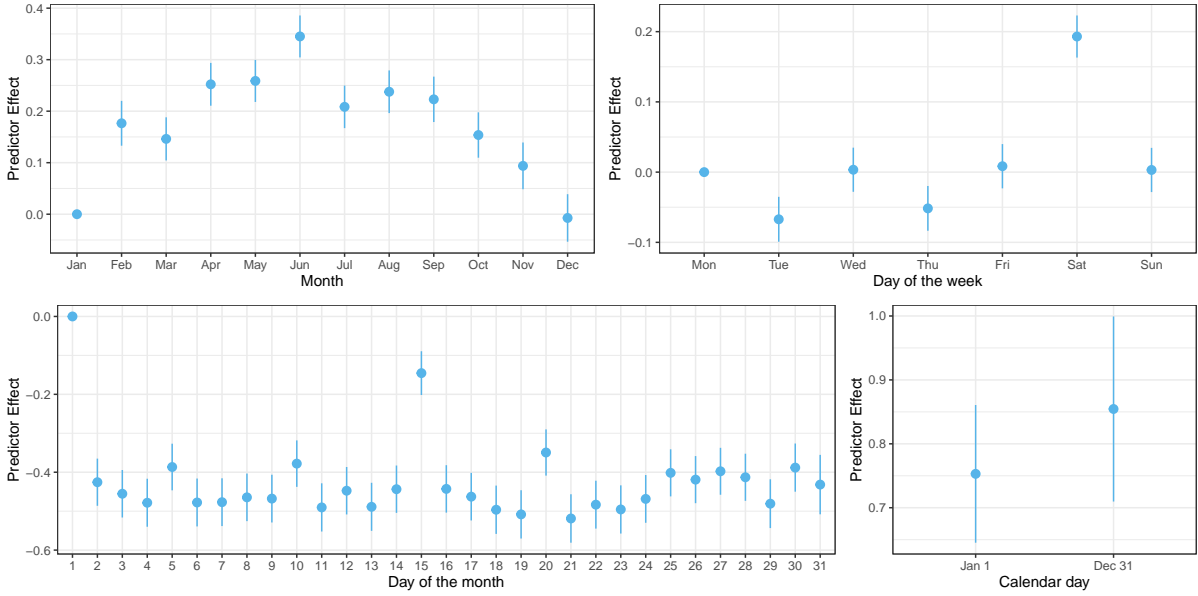 0.4
0.3
0.2
0.1
0.0
Predictor Effect
Jan Feb Mar Apr May Jun Jul Aug Sep Oct Nov Dec
Month
0.2
0.1
0.0
−0.1
Predictor Effect
Mon Tue Wed Thu Fri Sat Sun
Day of the week
0.0
−0.2
−0.4
−0.6
Predictor Effect
1 2 3 4 5 6 7 8 9 10 11 12 13 14 15 16 17 18 19 20 21 22 23 24 25 26 27 28 29 30 31
Day of the month
1.0
0.9
0.8
0.7
Predictor Effect
Jan 1 Dec 31
Calendar day